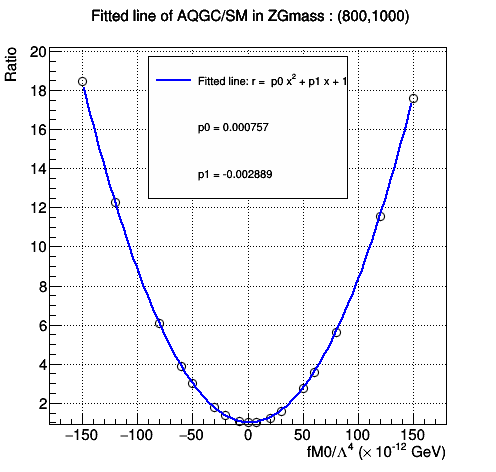 Fitted line of AQGC/SM in ZGmass : (800,1000)
Ratio
20
18
16
14
12
10
8
6
4
2
Fitted line: r = p0 x² + p1 x + 1
p0 = 0.000757
p1 = -0.002889
−150 −100 −50 0 50 100 150
fM0/Λ⁴ (× 10⁻¹² GeV)